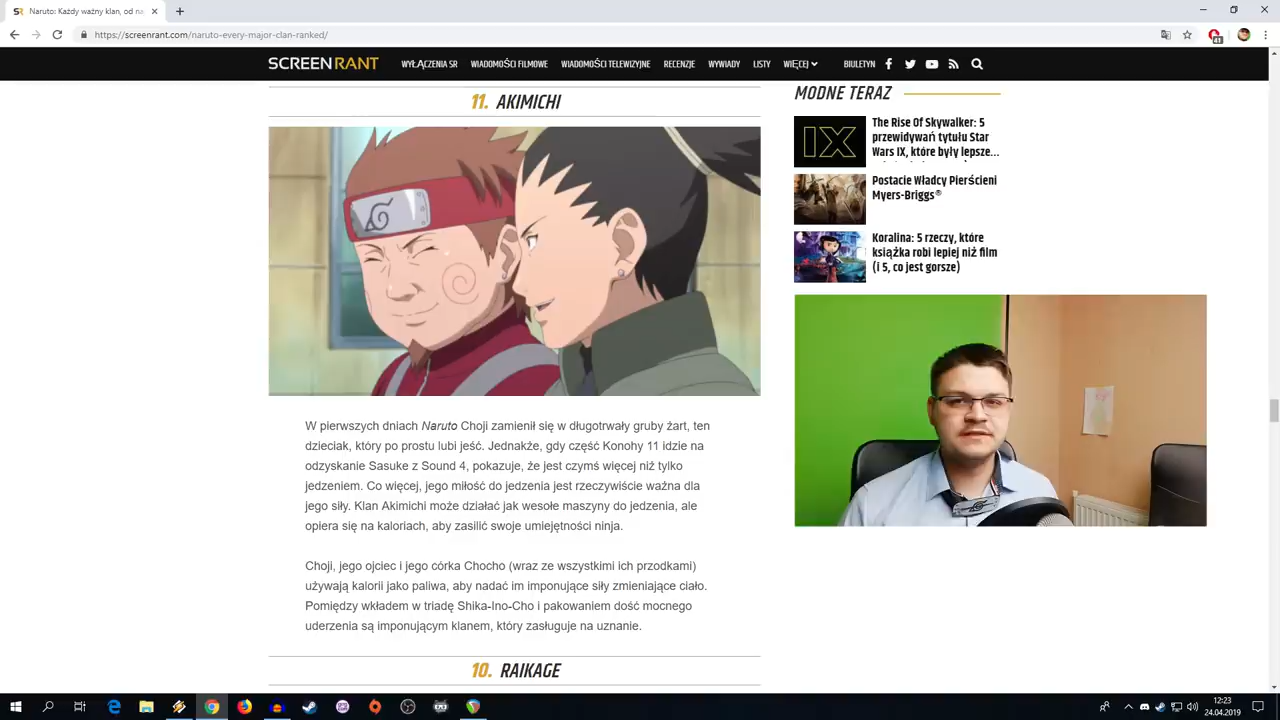 Naruto: Każdy ważny klan, od na
https://screenrant.com/naruto-every-major-clan-ranked/
41
SCREENRANT
WYŁĄCZENIA SR
WIADOMOŚCI FILMOWE
WIADOMOŚCI TELEWIZYJNE
RECENZJE
WYWIADY
LISTY
WIĘCEJ
BIULETYN
11. AKIMICHI
W pierwszych dniach Naruto Choji zamienił się w długotrwały gruby żart, ten
dzieciak, który po prostu lubi jeść. Jednakże, gdy część Konohy 11 idzie na
odzyskanie Sasuke z Sound 4, pokazuje, że jest czymś więcej niż tylko
jedzeniem. Co więcej, jego miłość do jedzenia jest rzeczywiście ważna dla
jego siły. Klan Akimichi może działać jak wesołe maszyny do jedzenia, ale
opiera się na kaloriach, aby zasilić swoje umiejętności ninja.
Choji, jego ojciec i jego córka Chocho (wraz ze wszystkimi ich przodkami)
używają kalorii jako paliwa, aby nadać im imponujące siły zmieniające ciało.
Pomiędzy wkładem w triadę Shika-Ino-Cho i pakowaniem dość mocnego
uderzenia są imponującym klanem, który zasługuje na uznanie.
10. RAIKAGE
MODNE TERAZ
The Rise Of Skywalker: 5
przewidywań tytułu Star
Wars IX, które były lepsze...
IX
Postacie Władcy Pierścieni
Myers-Briggs®
Koralina: 5 rzeczy, które
książka robi lepiej niż film
(i 5, co jest gorsze)
12:23
24.04.2019